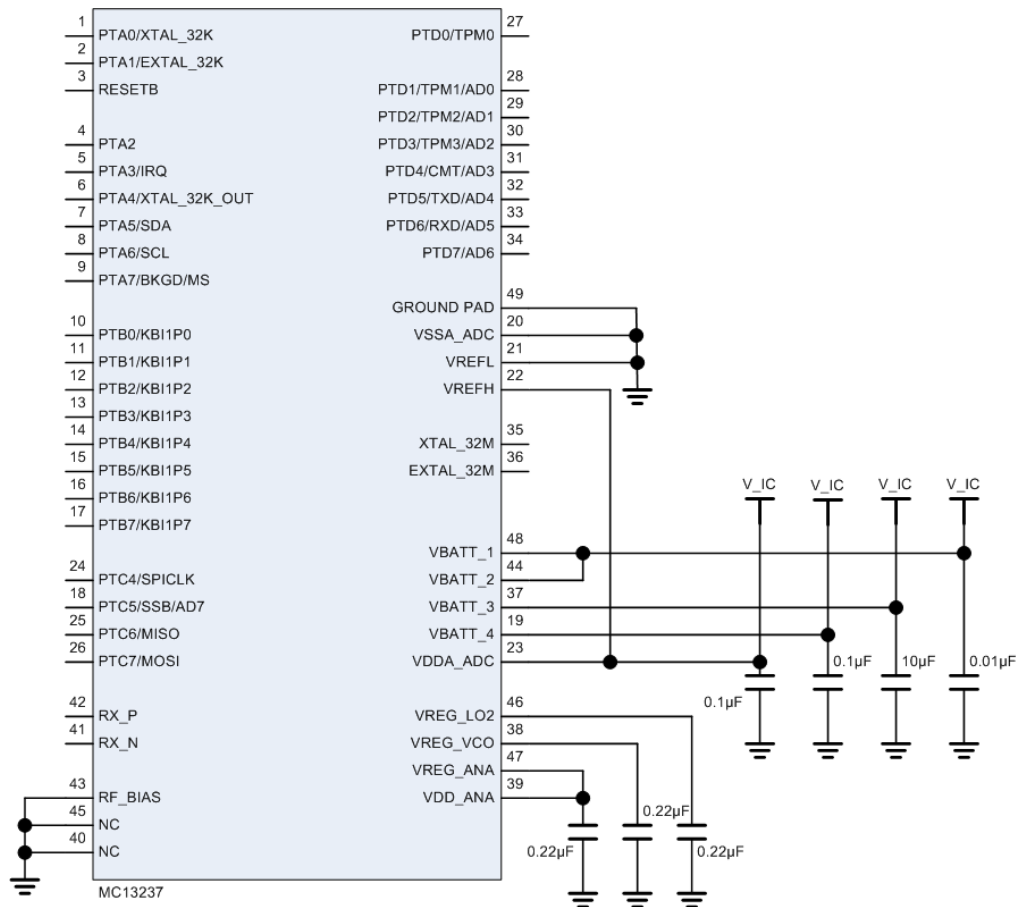 1 PTA0/XTAL_32K
2 PTA1/EXTAL_32K
3 RESETB
4 PTA2
5 PTA3/IRQ
6 PTA4/XTAL_32K_OUT
7 PTA5/SDA
8 PTA6/SCL
9 PTA7/BKGD/MS
10 PTB0/KBI1P0
11 PTB1/KBI1P1
12 PTB2/KBI1P2
13 PTB3/KBI1P3
14 PTB4/KBI1P4
15 PTB5/KBI1P5
16 PTB6/KBI1P6
17 PTB7/KBI1P7
24 PTC4/SPICLK
18 PTC5/SSB/AD7
25 PTC6/MISO
26 PTC7/MOSI
42 RX_P
41 RX_N
43 RF_BIAS
45 NC
40 NC
PTD0/TPM0 27
PTD1/TPM1/AD0 28
PTD2/TPM2/AD1 29
PTD3/TPM3/AD2 30
PTD4/CMT/AD3 31
PTD5/TXD/AD4 32
PTD6/RXD/AD5 33
PTD7/AD6 34
GROUND PAD 49
VSSA_ADC 20
VREFL 21
VREFH 22
XTAL_32M 35
EXTAL_32M 36
VBATT_1 48
VBATT_2 44
VBATT_3 37
VBATT_4 19
VDDA_ADC 23
VREG_LO2 46
VREG_VCO 38
VREG_ANA 47
VDD_ANA 39
V_IC V_IC V_IC V_IC
0.1µF 0.1µF 10µF 0.01µF
0.22µF 0.22µF 0.22µF
MC13237